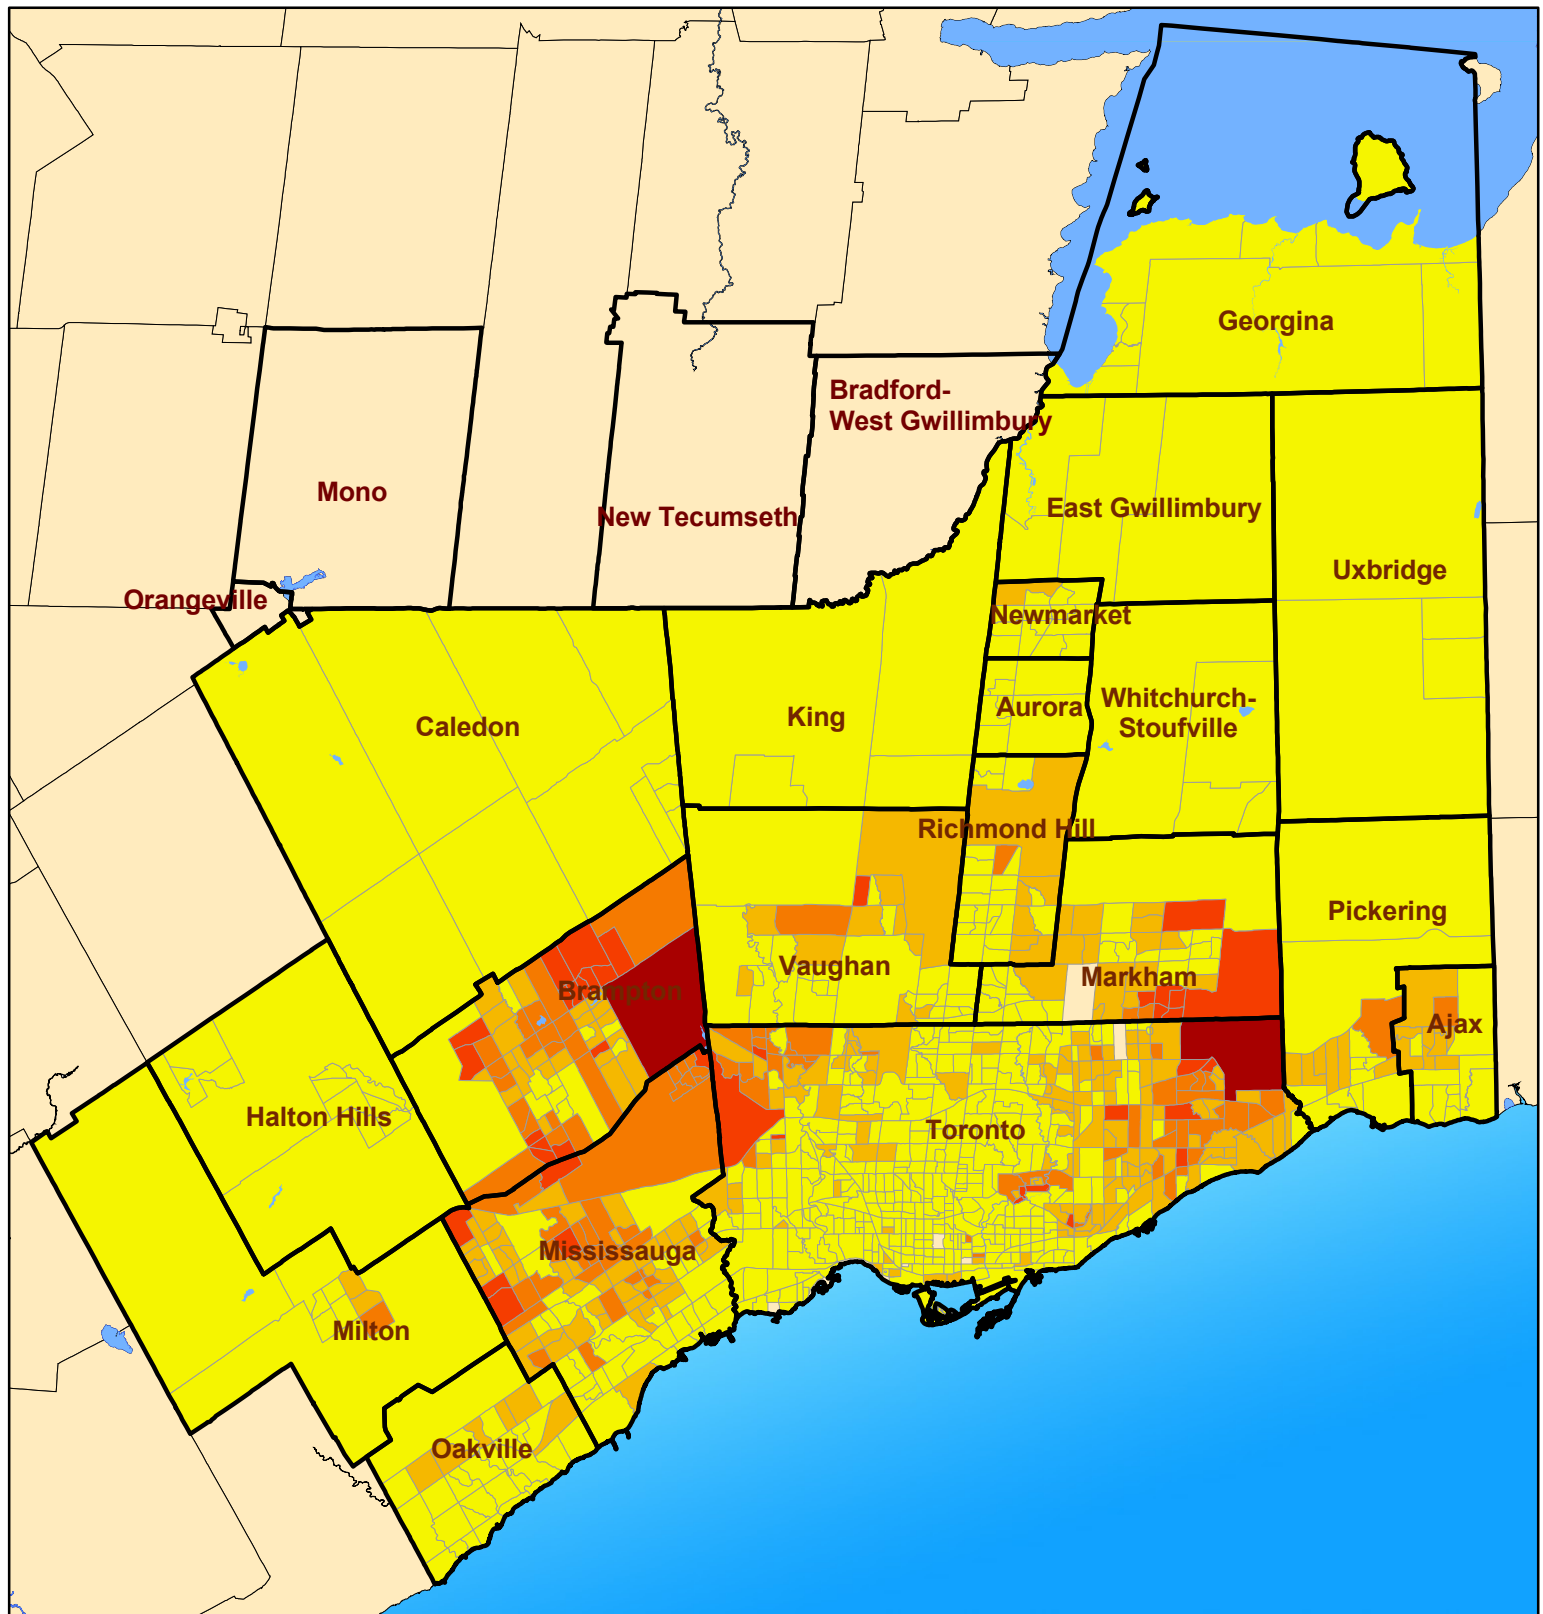 Georgina
Bradford-
West Gwillimbury
Mono
New Tecumseth
East Gwillimbury
Uxbridge
Orangeville
Newmarket
Caledon
King
Aurora
Whitchurch-
Stoufville
Richmond Hill
Pickering
Vaughan
Markham
Brampton
Ajax
Halton Hills
Toronto
Mississauga
Milton
Oakville